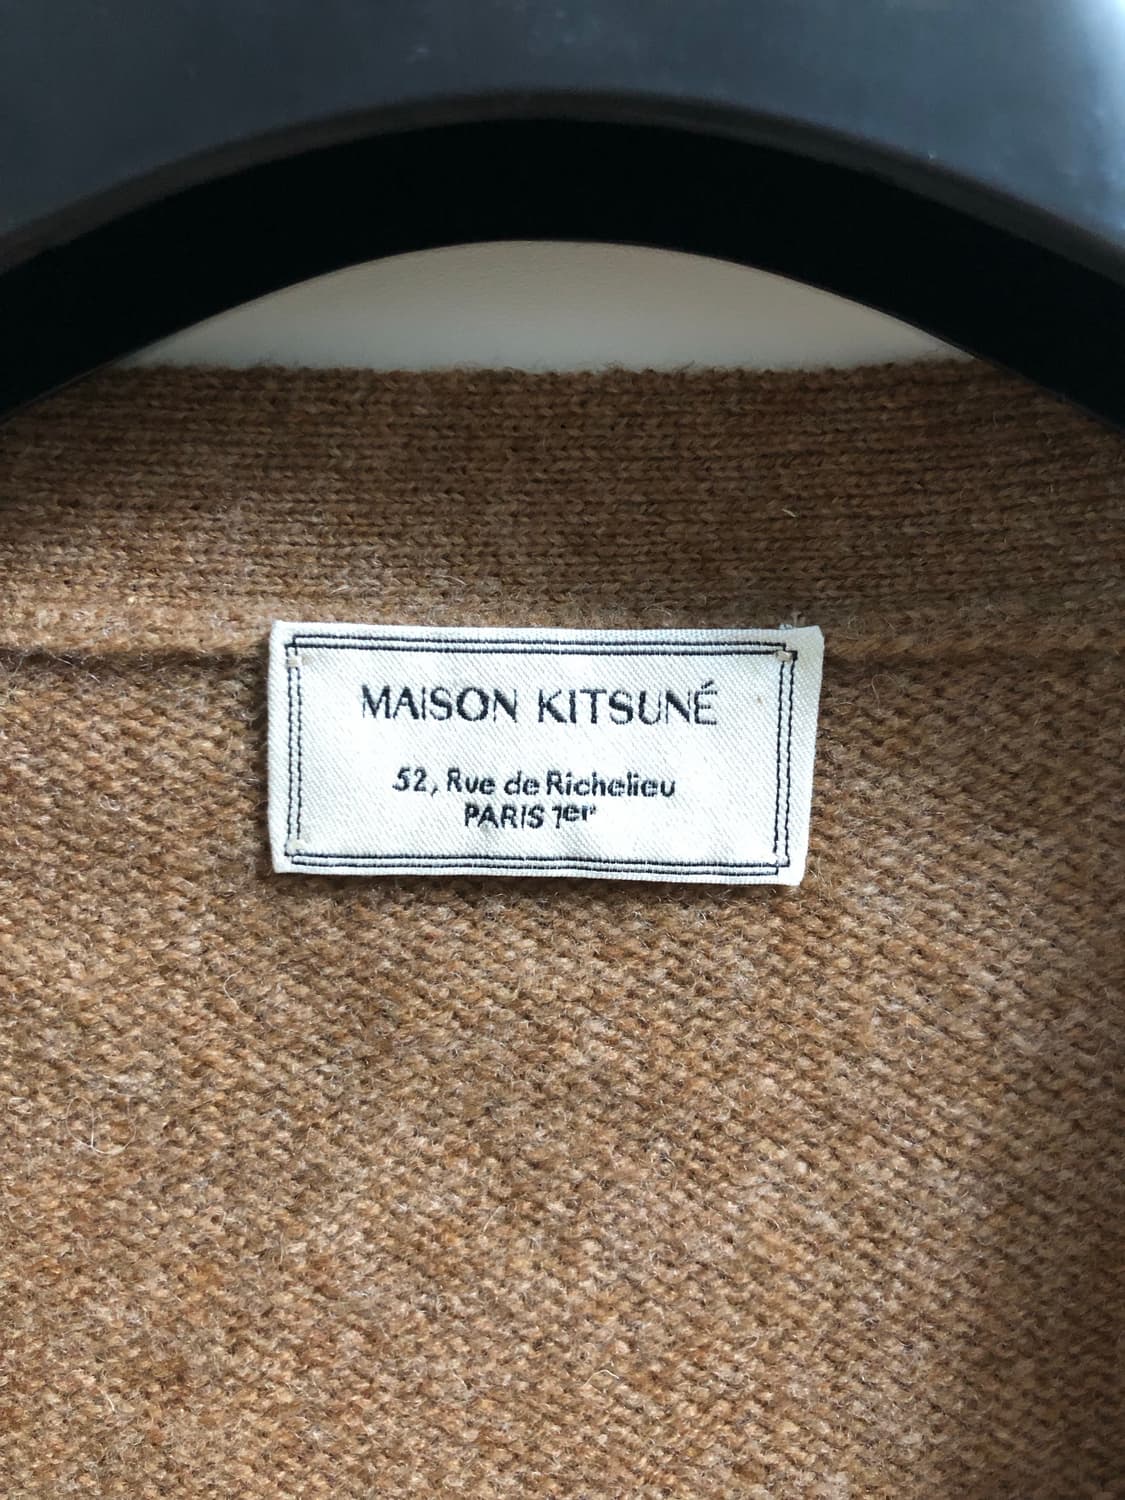 MAISON KITSUNÉ
52, Rue de Richelieu
PARIS 1er